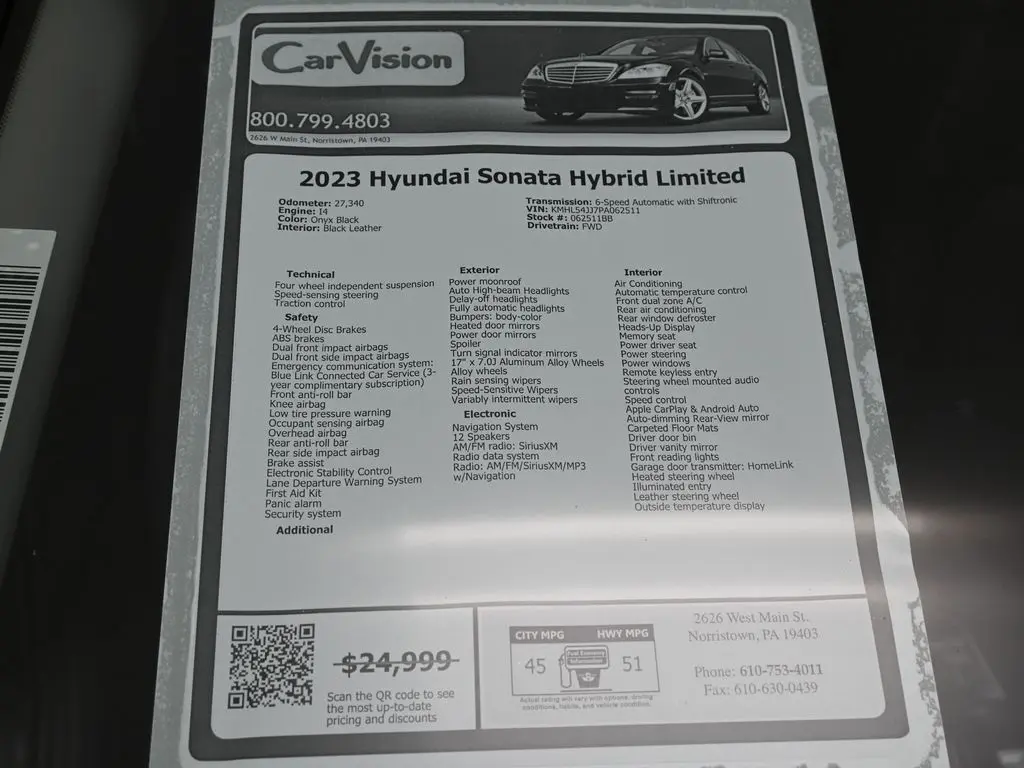 CarVision
800.799.4803
2626 W Main St, Norristown, PA 19403
2023 Hyundai Sonata Hybrid Limited
Odometer: 27,340
Engine: I4
Color: Onyx Black
Interior: Black Leather
Transmission: 6-Speed Automatic with Shiftronic
VIN: KMHL54JJ7PA062511
Stock #: 062511BB
Drivetrain: FWD
Technical
Four wheel independent suspension
Speed-sensing steering
Traction control
Safety
4-Wheel Disc Brakes
ABS brakes
Dual front impact airbags
Dual front side impact airbags
Emergency communication system:
Blue Link Connected Car Service (3-
year complimentary subscription)
Front anti-roll bar
Knee airbag
Low tire pressure warning
Occupant sensing airbag
Overhead airbag
Rear anti-roll bar
Rear side impact airbag
Brake assist
Electronic Stability Control
Lane Departure Warning System
First Aid Kit
Panic alarm
Security system
Additional
Exterior
Power moonroof
Auto High-beam Headlights
Delay-off headlights
Fully automatic headlights
Bumpers: body-color
Heated door mirrors
Power door mirrors
Spoiler
Turn signal indicator mirrors
17" x 7.0J Aluminum Alloy Wheels
Alloy wheels
Rain sensing wipers
Speed-Sensitive Wipers
Variably intermittent wipers
Electronic
Navigation System
12 Speakers
AM/FM radio: SiriusXM
Radio data system
Radio: AM/FM/SiriusXM/MP3
w/Navigation
Interior
Air Conditioning
Automatic temperature control
Front dual zone A/C
Rear air conditioning
Rear window defroster
Heads-Up Display
Memory seat
Power driver seat
Power steering
Power windows
Remote keyless entry
Steering wheel mounted audio
controls
Speed control
Apple CarPlay & Android Auto
Auto-dimming Rear-View mirror
Carpeted Floor Mats
Driver door bin
Driver vanity mirror
Front reading lights
Garage door transmitter: HomeLink
Heated steering wheel
Illuminated entry
Leather steering wheel
Outside temperature display
$24,999
Scan the QR code to see
the most up-to-date
pricing and discounts
CITY MPG
HWY MPG
45
Fuel Economy
51
Actual rating will vary with options, driving
conditions, habits, and vehicle condition.
2626 West Main St.
Norristown, PA 19403
Phone: 610-753-4011
Fax: 610-630-0439